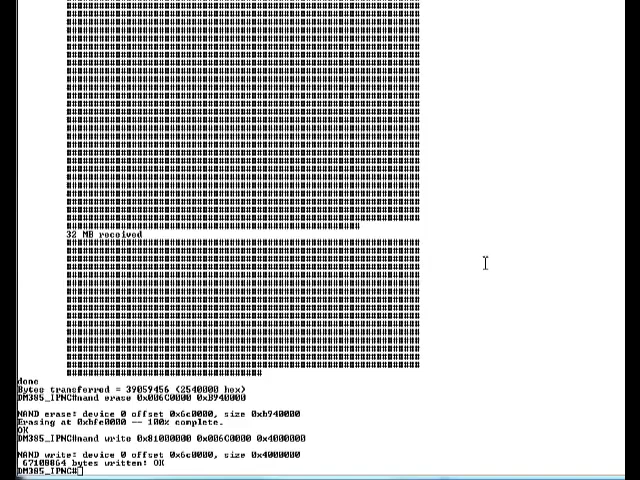 32 MB received
done
Bytes transferred = 39059456 (2540000 hex)
DM385_IPNC#nand erase 0x006C0000 0xB940000
NAND erase: device 0 offset 0x6c0000, size 0xb940000
Erasing at 0xbfe0000 -- 100% complete.
OK
DM385_IPNC#nand write 0x81000000 0x006C0000 0x4000000
NAND write: device 0 offset 0x6c0000, size 0x4000000
67108864 bytes written: OK
DM385_IPNC#